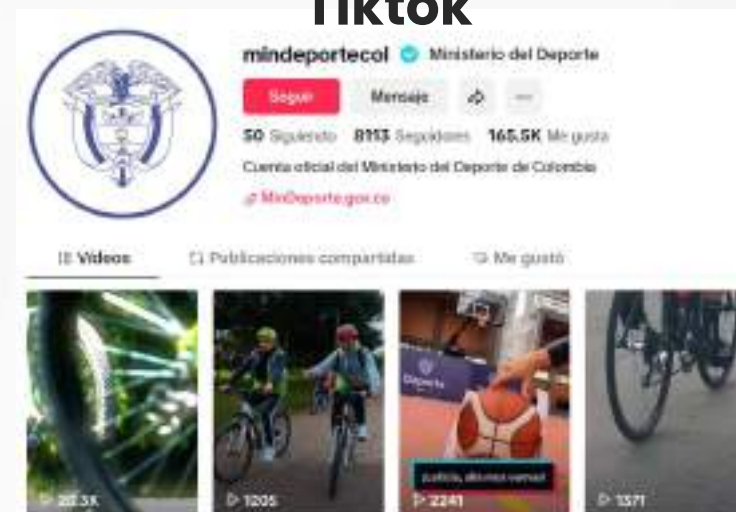 Tiktok
mindeportecol Ministerio del Deporte
Seguir Mensaje
50 Siguiendo 8113 Seguidores 165.5K Me gusta
Cuenta oficial del Ministerio del Deporte de Colombia
MinDeporte.gov.co
Videos Publicaciones compartidas Me gustó
Deporte
1205 2241 1371